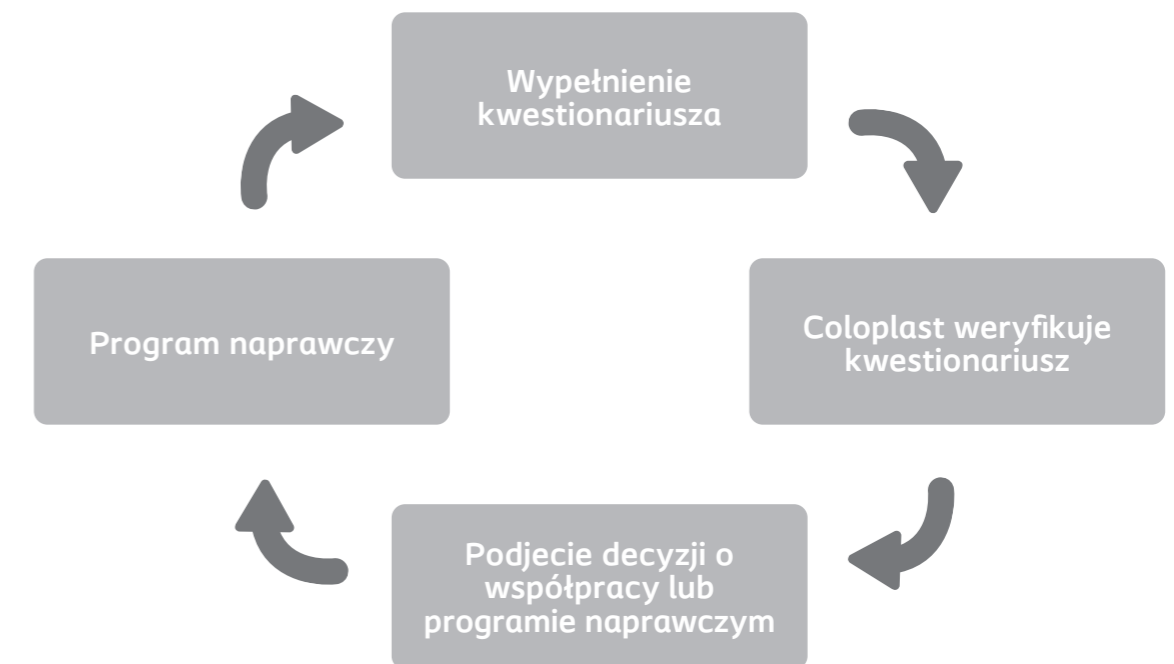 Wypełnienie
kwestionariusza
Coloplast weryfikuje
kwestionariusz
Podjecie decyzji o
współpracy lub
programie naprawczym
Program naprawczy